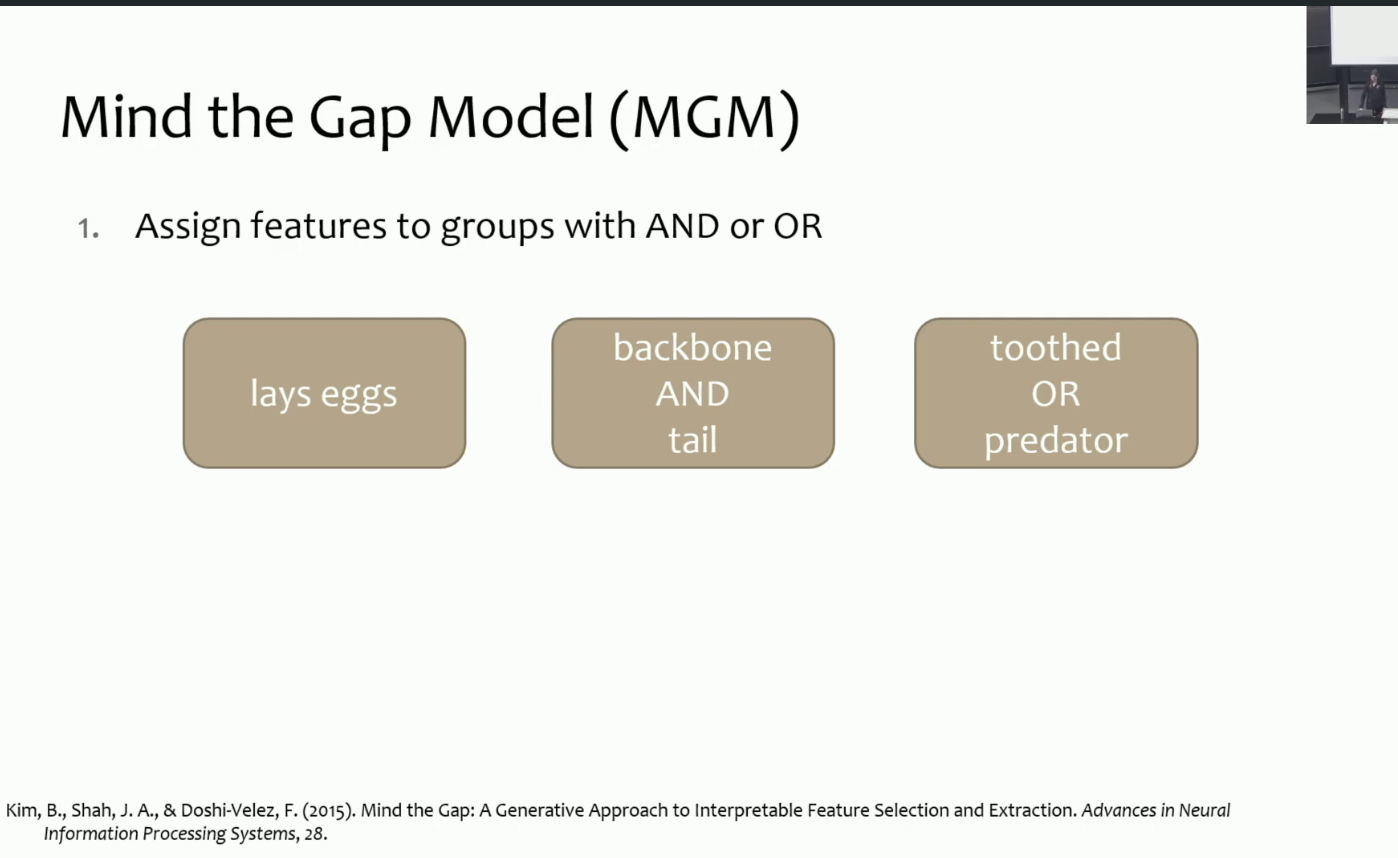 Mind the Gap Model (MGM)
1. Assign features to groups with AND or OR
lays eggs
backbone
AND
tail
toothed
OR
predator
Kim, B., Shah, J. A., & Doshi-Velez, F. (2015). Mind the Gap: A Generative Approach to Interpretable Feature Selection and Extraction. Advances in Neural
Information Processing Systems, 28.